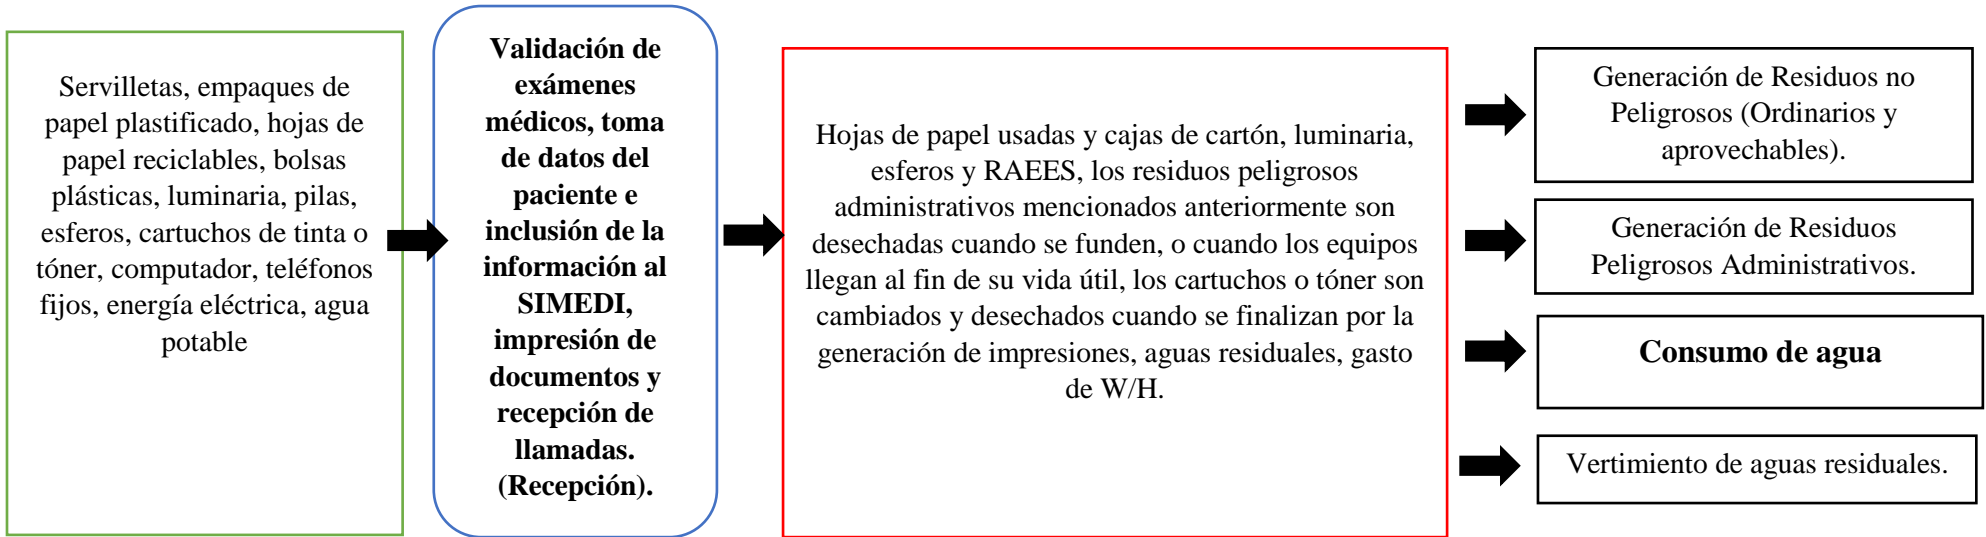 Servilletas, empaques de
papel plastificado, hojas de
papel reciclables, bolsas
plásticas, luminaria, pilas,
esferos, cartuchos de tinta o
tóner, computador, teléfonos
fijos, energía eléctrica, agua
potable
Validación de
exámenes
médicos, toma
de datos del
paciente e
inclusión de la
información al
SIMEDI,
impresión de
documentos y
recepción de
llamadas.
(Recepción).
Hojas de papel usadas y cajas de cartón, luminaria,
esferos y RAEES, los residuos peligrosos
administrativos mencionados anteriormente son
desechadas cuando se funden, o cuando los equipos
llegan al fin de su vida útil, los cartuchos o tóner son
cambiados y desechados cuando se finalizan por la
generación de impresiones, aguas residuales, gasto
de W/H.
Generación de Residuos no
Peligrosos (Ordinarios y
aprovechables).
Generación de Residuos
Peligrosos Administrativos.
Consumo de agua
Vertimiento de aguas residuales.